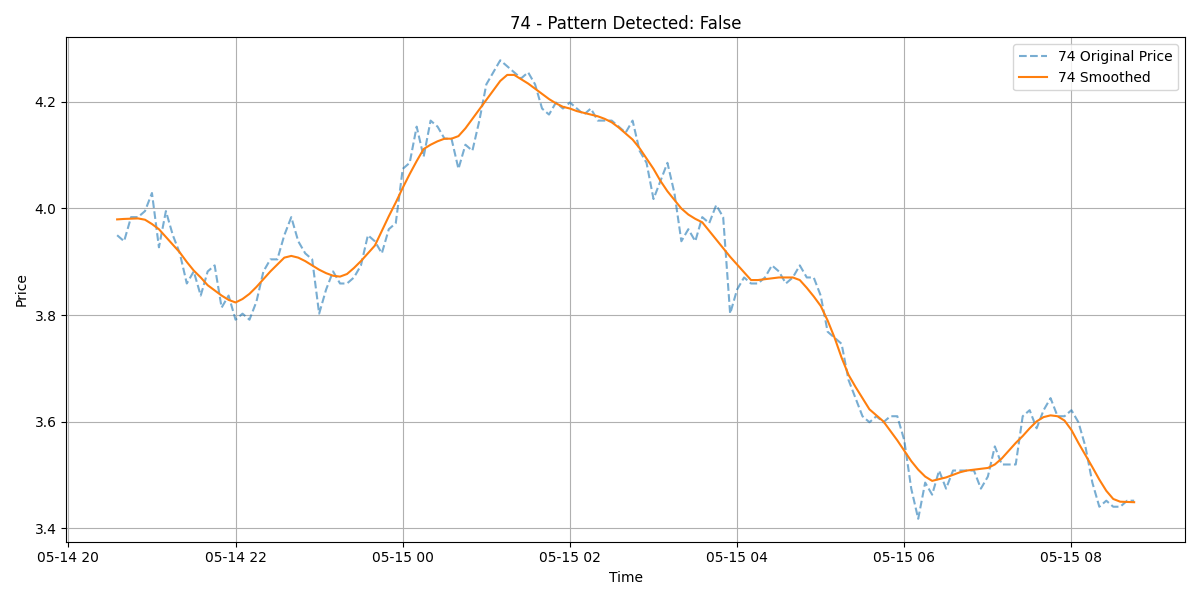 74 - Pattern Detected: False
74 Original Price
74 Smoothed
Price
4.2
4.0
3.8
3.6
3.4
05-14 20
05-14 22
05-15 00
05-15 02
05-15 04
05-15 06
05-15 08
Time